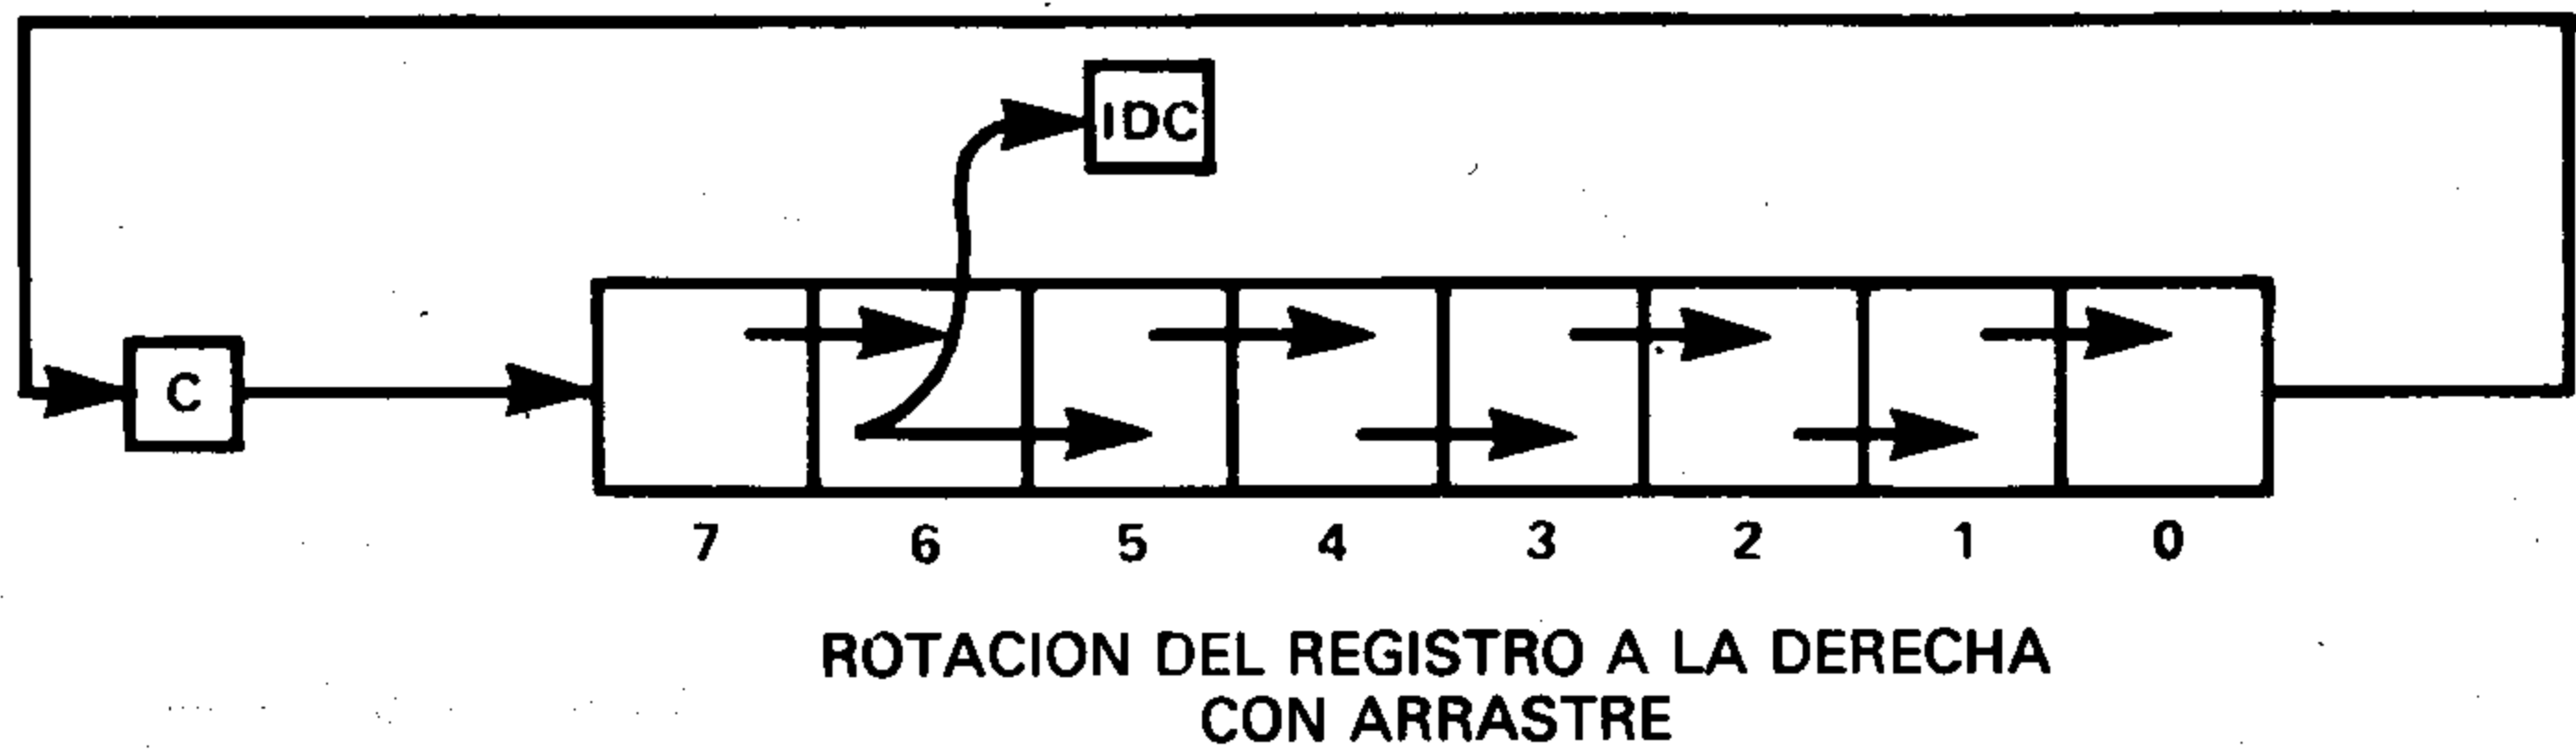 IDC
C
7 6 5 4 3 2 1 0
ROTACION DEL REGISTRO A LA DERECHA
CON ARRASTRE